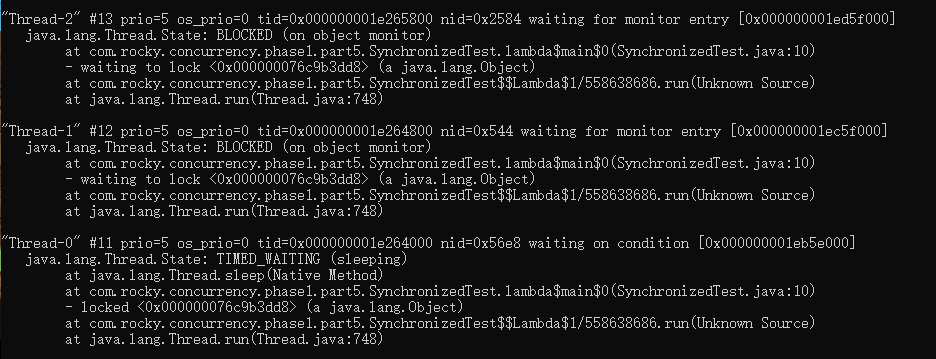 "Thread-2" #13 prio=5 os_prio=0 tid=0x000000001e265800 nid=0x2584 waiting for monitor entry [0x000000001ed5f000]
java.lang.Thread.State: BLOCKED (on object monitor)
at com.rocky.concurrency.phase1.part5.SynchronizedTest.lambda$main$0(SynchronizedTest.java:10)
- waiting to lock <0x000000076c9b3dd8> (a java.lang.Object)
at com.rocky.concurrency.phase1.part5.SynchronizedTest$$Lambda$1/558638686.run(Unknown Source)
at java.lang.Thread.run(Thread.java:748)
"Thread-1" #12 prio=5 os_prio=0 tid=0x000000001e264800 nid=0x544 waiting for monitor entry [0x000000001ec5f000]
java.lang.Thread.State: BLOCKED (on object monitor)
at com.rocky.concurrency.phase1.part5.SynchronizedTest.lambda$main$0(SynchronizedTest.java:10)
- waiting to lock <0x000000076c9b3dd8> (a java.lang.Object)
at com.rocky.concurrency.phase1.part5.SynchronizedTest$$Lambda$1/558638686.run(Unknown Source)
at java.lang.Thread.run(Thread.java:748)
"Thread-0" #11 prio=5 os_prio=0 tid=0x000000001e264000 nid=0x56e8 waiting on condition [0x000000001eb5e000]
java.lang.Thread.State: TIMED_WAITING (sleeping)
at java.lang.Thread.sleep(Native Method)
at com.rocky.concurrency.phase1.part5.SynchronizedTest.lambda$main$0(SynchronizedTest.java:10)
- locked <0x000000076c9b3dd8> (a java.lang.Object)
at com.rocky.concurrency.phase1.part5.SynchronizedTest$$Lambda$1/558638686.run(Unknown Source)
at java.lang.Thread.run(Thread.java:748)